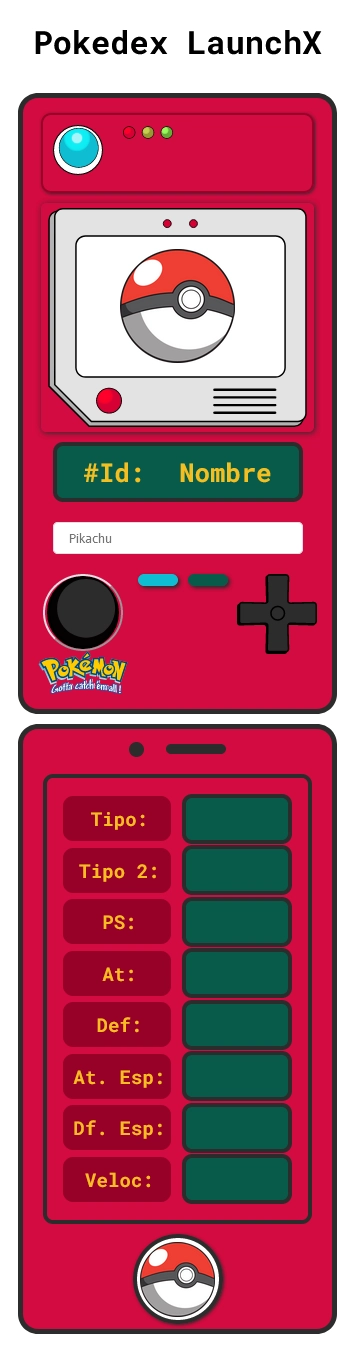 Pokedex LaunchX
#Id: Nombre
Pikachu
POKéMON
Gotta catch 'em all!
Tipo:
Tipo 2:
PS:
At:
Def:
At. Esp:
Df. Esp:
Veloc: